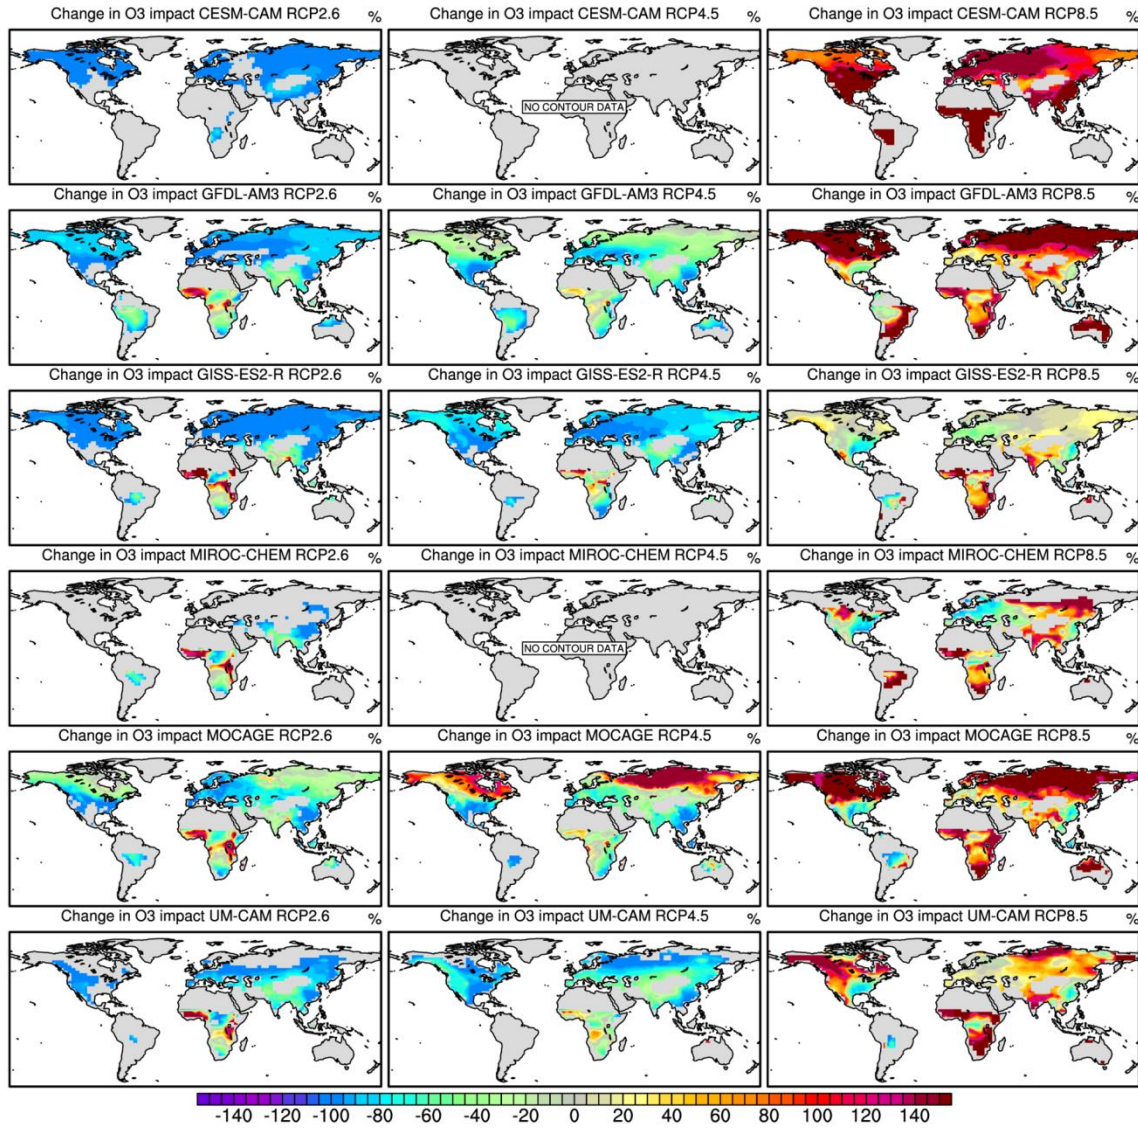 Change in O3 impact CESM-CAM RCP2.6 %
Change in O3 impact CESM-CAM RCP4.5 %
Change in O3 impact CESM-CAM RCP8.5 %
NO CONTOUR DATA
Change in O3 impact GFDL-AM3 RCP2.6 %
Change in O3 impact GFDL-AM3 RCP4.5 %
Change in O3 impact GFDL-AM3 RCP8.5 %
Change in O3 impact GISS-ES2-R RCP2.6 %
Change in O3 impact GISS-ES2-R RCP4.5 %
Change in O3 impact GISS-ES2-R RCP8.5 %
Change in O3 impact MIROC-CHEM RCP2.6 %
Change in O3 impact MIROC-CHEM RCP4.5 %
Change in O3 impact MIROC-CHEM RCP8.5 %
NO CONTOUR DATA
Change in O3 impact MOCAGE RCP2.6 %
Change in O3 impact MOCAGE RCP4.5 %
Change in O3 impact MOCAGE RCP8.5 %
Change in O3 impact UM-CAM RCP2.6 %
Change in O3 impact UM-CAM RCP4.5 %
Change in O3 impact UM-CAM RCP8.5 %
-140 -120 -100 -80 -60 -40 -20 0 20 40 60 80 100 120 140